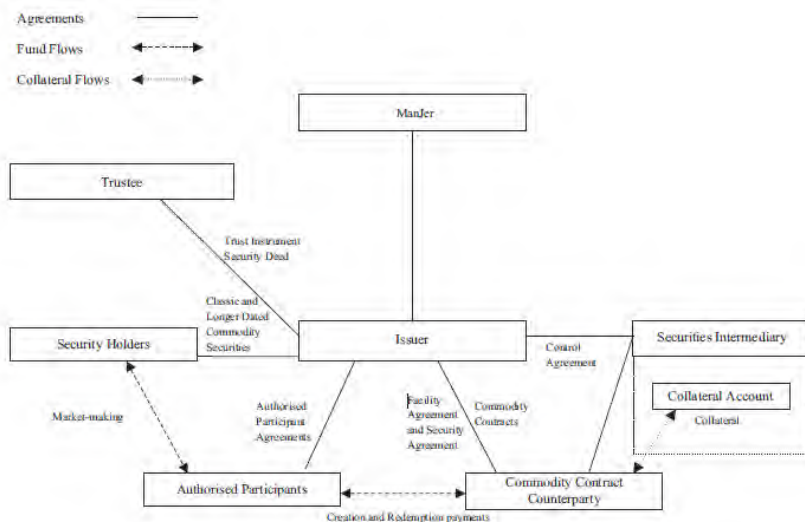 Agreements
Fund Flows
Collateral Flows
ManJer
Trustee
Trust Instrument
Security Deed
Classic and
Longer Dated
Commodity
Securities
Security Holders
Issuer
Securities Intermediary
Control
Agreement
Collateral Account
Collateral
Market-making
Authorised
Participant
Agreements
Facility
Agreement
and Security
Agreement
Commodity
Contracts
Authorised Participants
Commodity Contract
Counterparty
Creation and Redemption payments